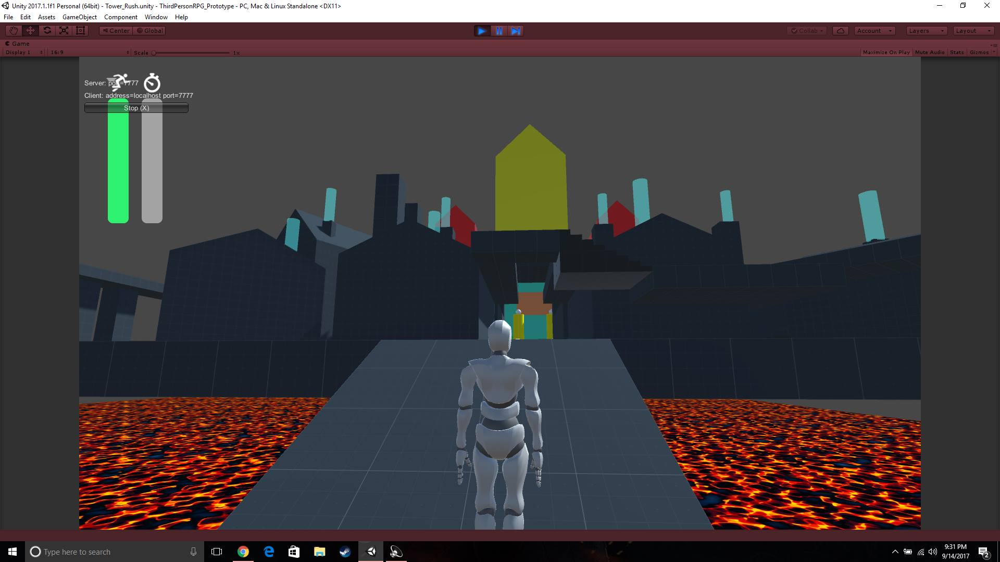 Unity 2017.1.1f1 Personal (64bit) - Tower_Rush.unity - ThirdPersonRPG_Prototype - PC, Mac & Linux Standalone <DX11>
File Edit Assets GameObject Component Window Help
Center Global Collab Account Layers Layout
Game
Display 1 16:9 Scale 1x Maximize On Play Mute Audio Stats Gizmos
Server: port=7777
Client: address=localhost port=7777
Stop (X)
Type here to search
9:31 PM
9/14/2017
2